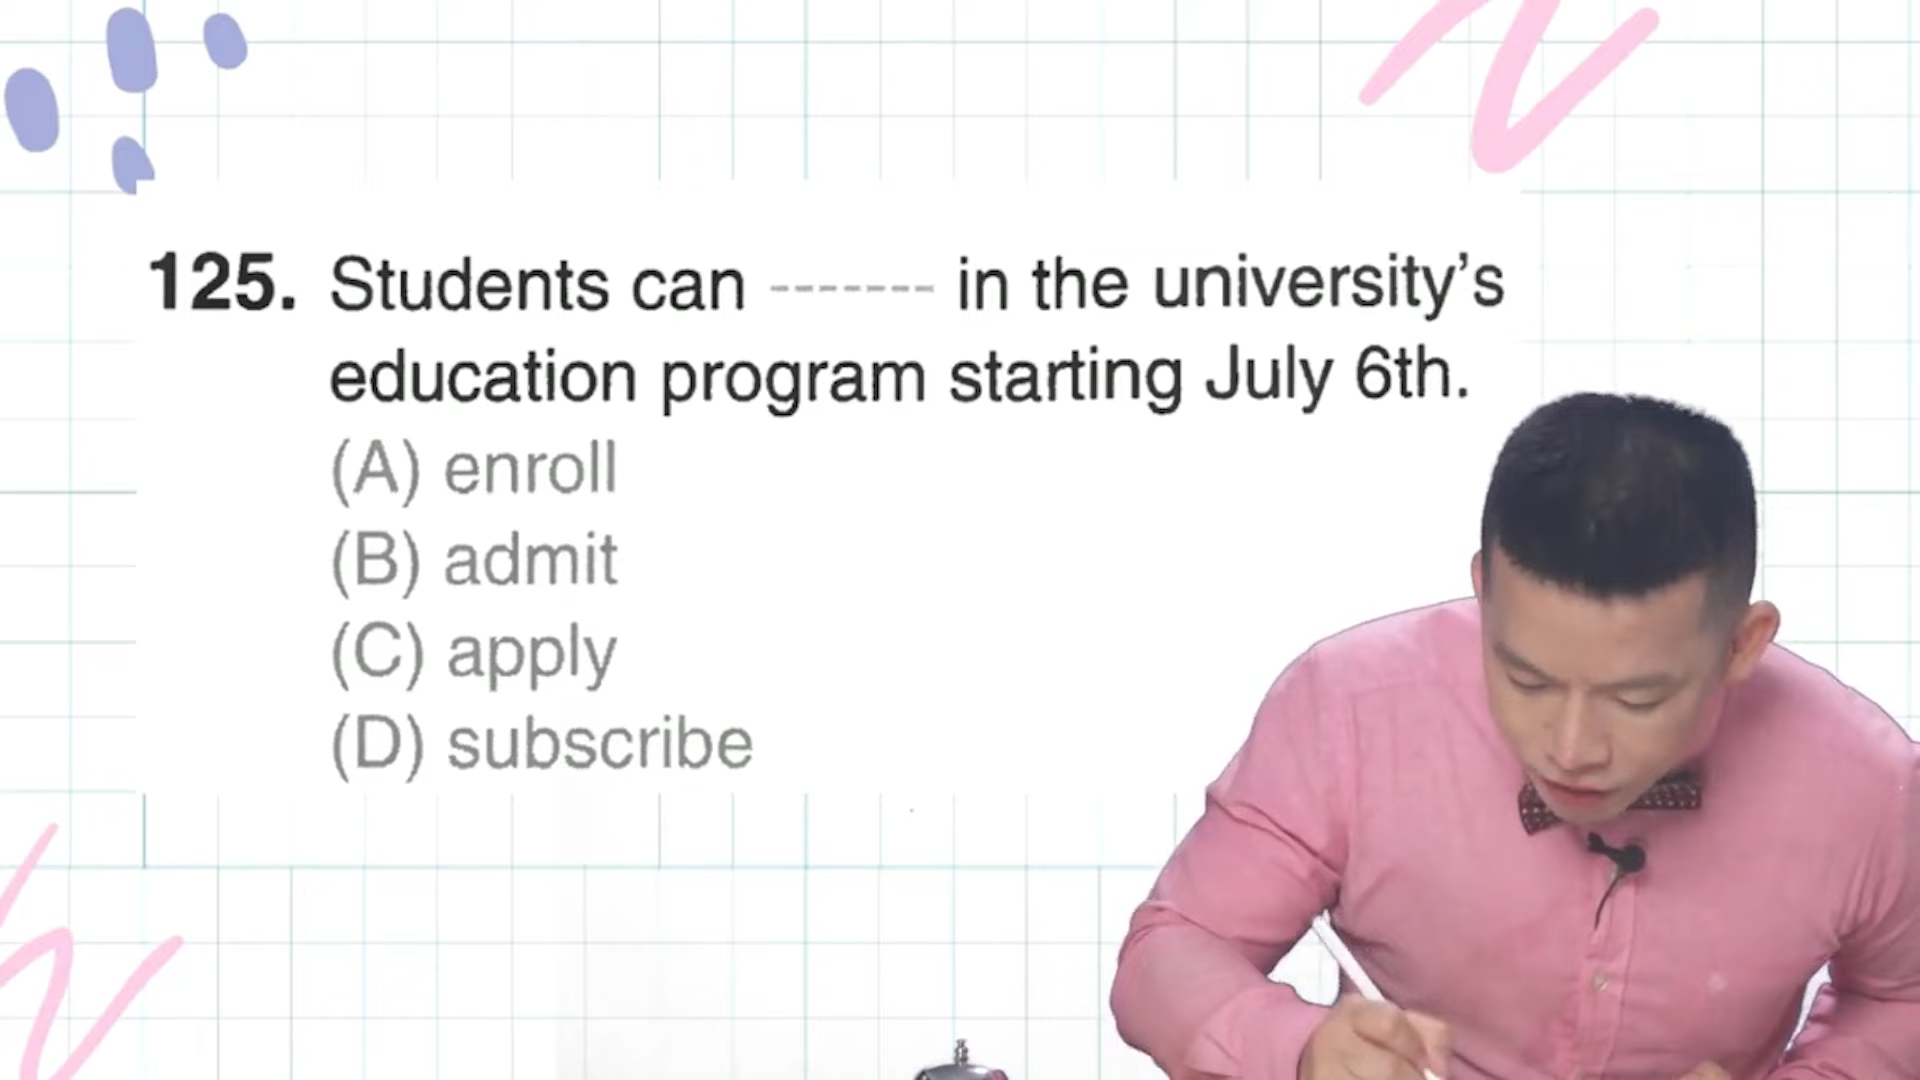 125. Students can ------- in the university’s
education program starting July 6th.
(A) enroll
(B) admit
(C) apply
(D) subscribe